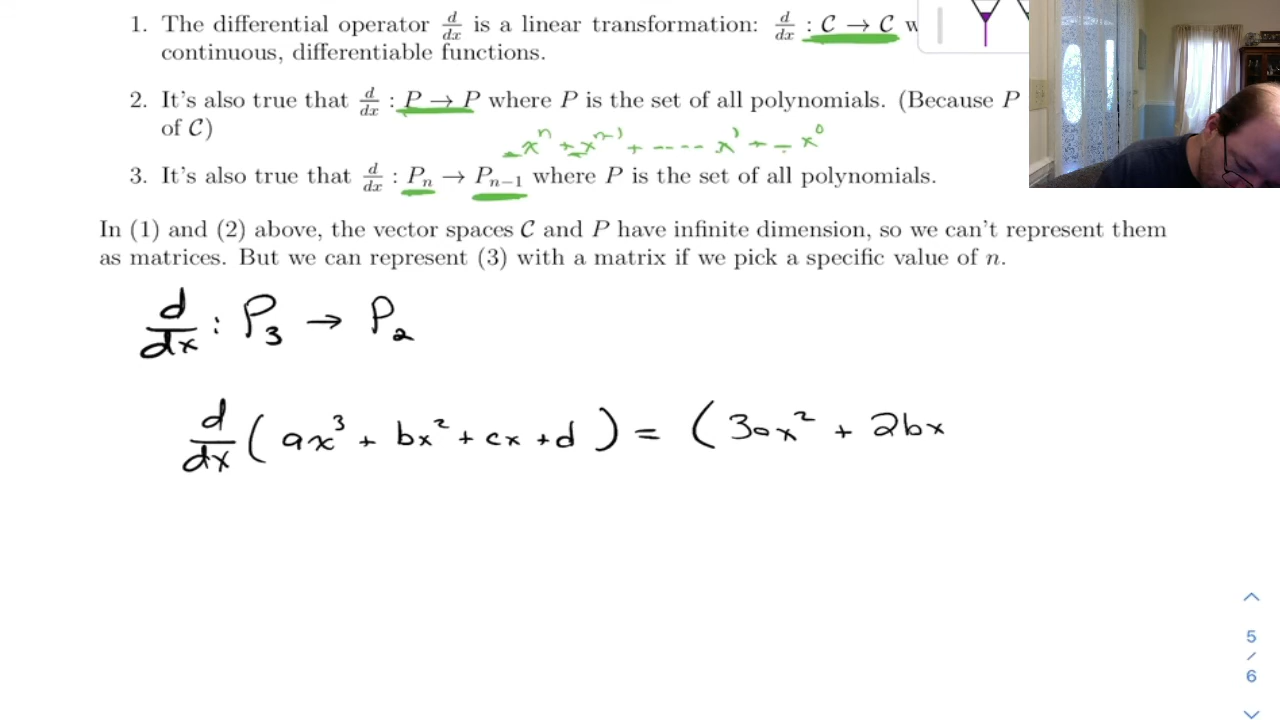 1. The differential operator d/dx is a linear transformation: d/dx : C → C w
continuous, differentiable functions.
2. It's also true that d/dx : P → P where P is the set of all polynomials. (Because P
of C)
_x^n + _x^(n-1) + ---- x^1 + _ x^0
3. It's also true that d/dx : P_n → P_{n−1} where P is the set of all polynomials.
In (1) and (2) above, the vector spaces C and P have infinite dimension, so we can't represent them
as matrices. But we can represent (3) with a matrix if we pick a specific value of n.
d/dx : P_3 → P_2
d/dx ( ax^3 + bx^2 + cx + d ) = ( 3ax^2 + 2bx
5
/
6